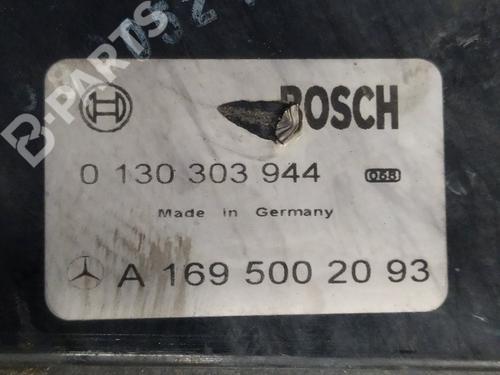 B-PARTS
BOSCH
0 130 303 944 068
Made in Germany
A 169 500 20 93